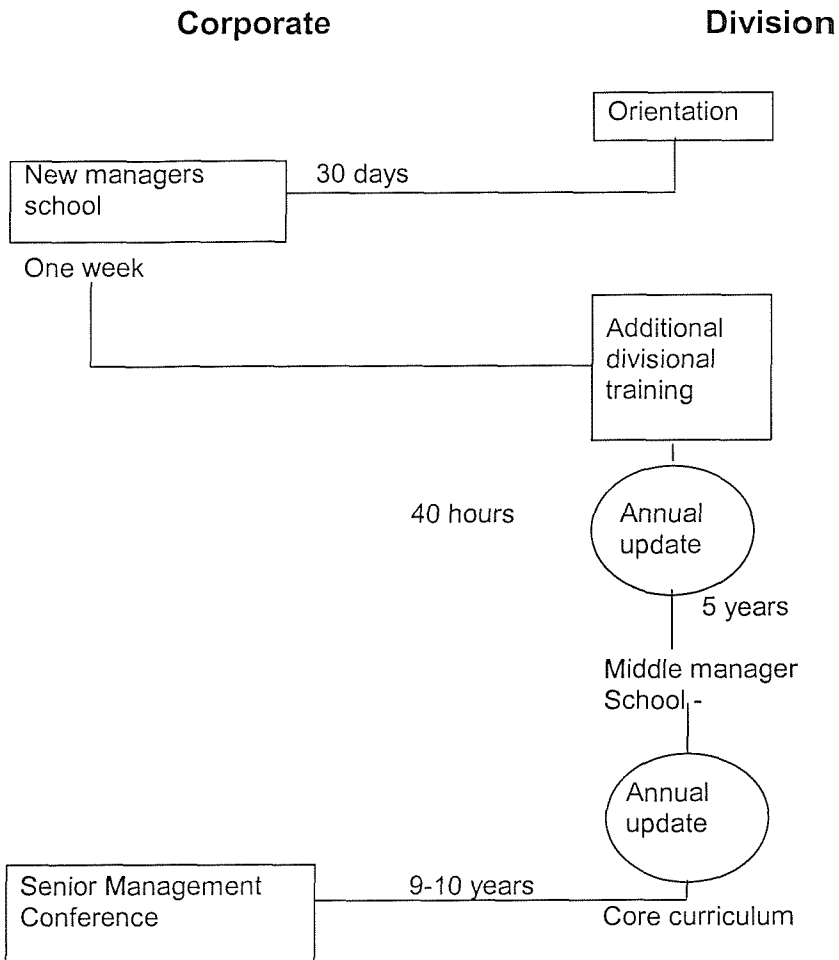 Corporate
Division
Orientation
New managers
school
30 days
One week
Additional
divisional
training
40 hours
Annual
update
5 years
Middle manager
School -
Annual
update
Senior Management
Conference
9-10 years
Core curriculum